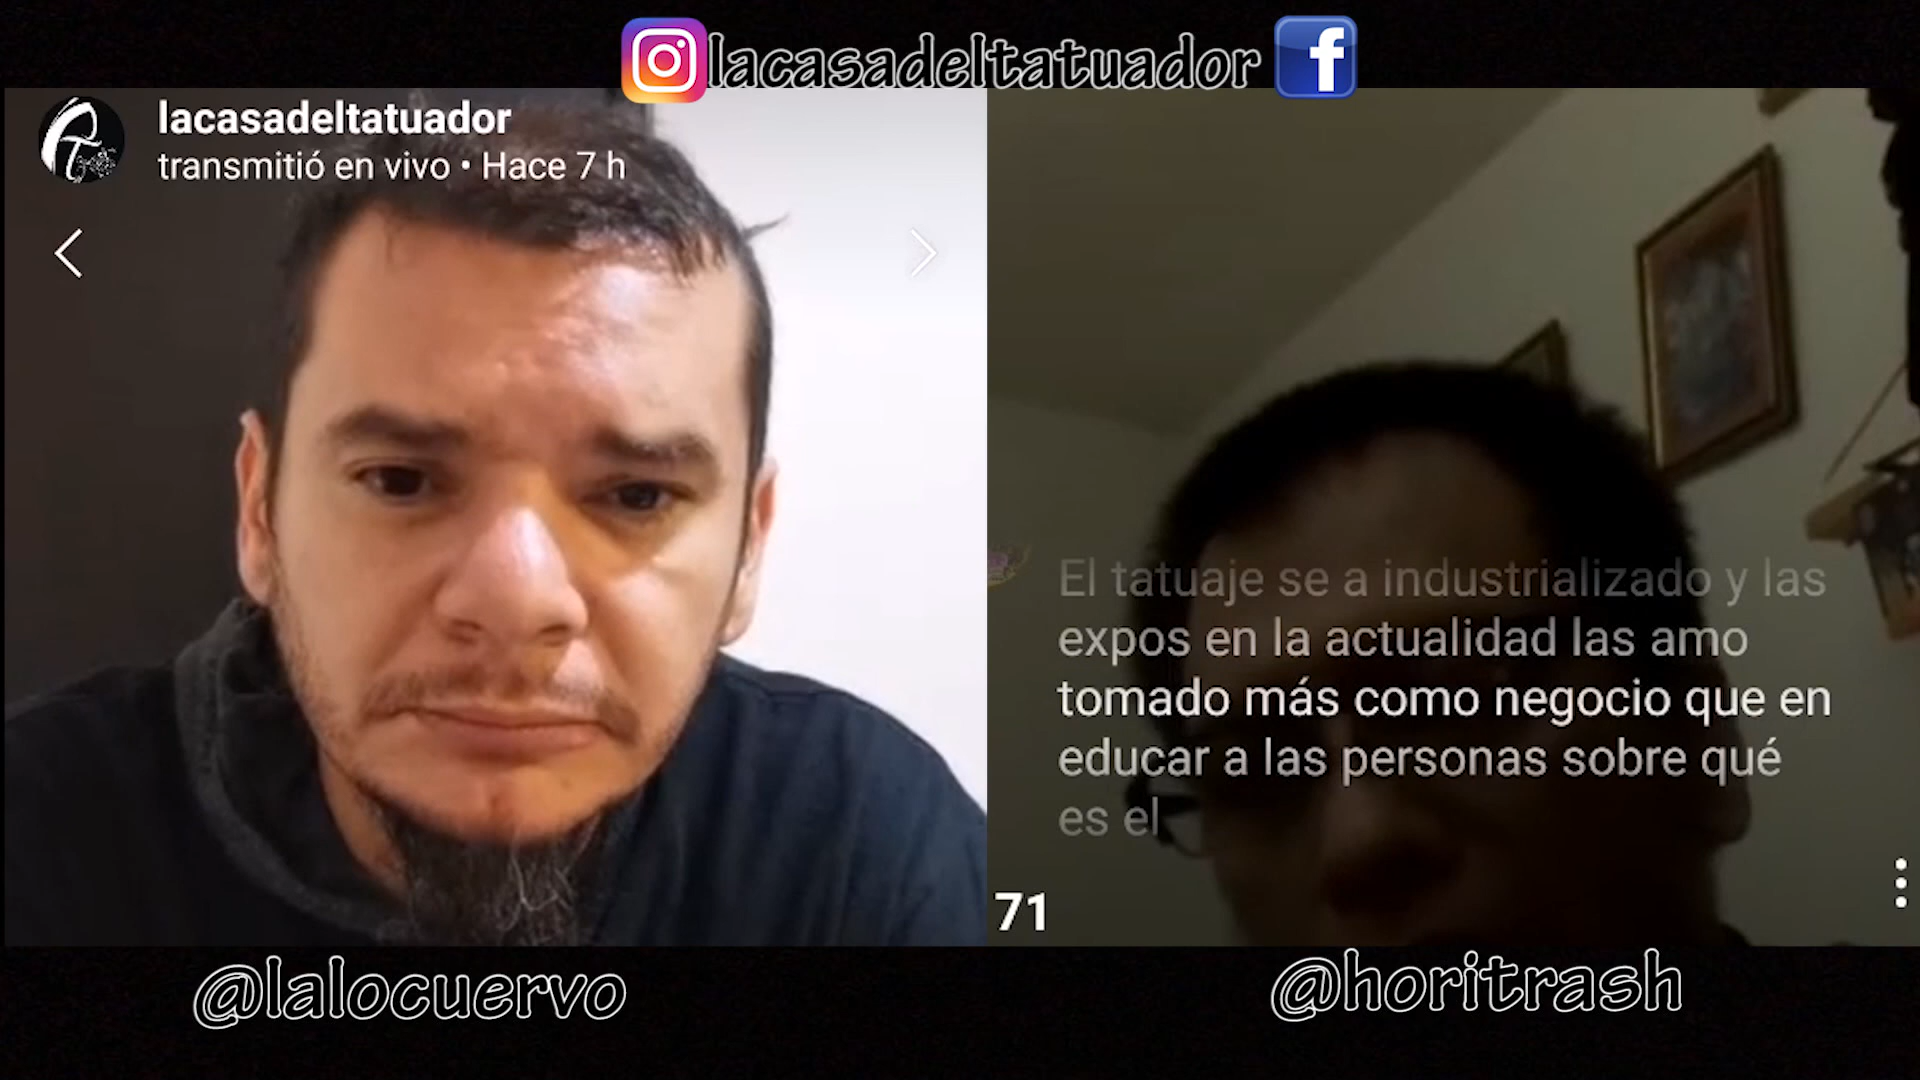 lacasadeltatuador
lacasadeltatuador
transmitió en vivo • Hace 7 h
El tatuaje se a industrializado y las
expos en la actualidad las amo
tomado más como negocio que en
educar a las personas sobre qué
es el
71
@lalocuervo
@horitrash